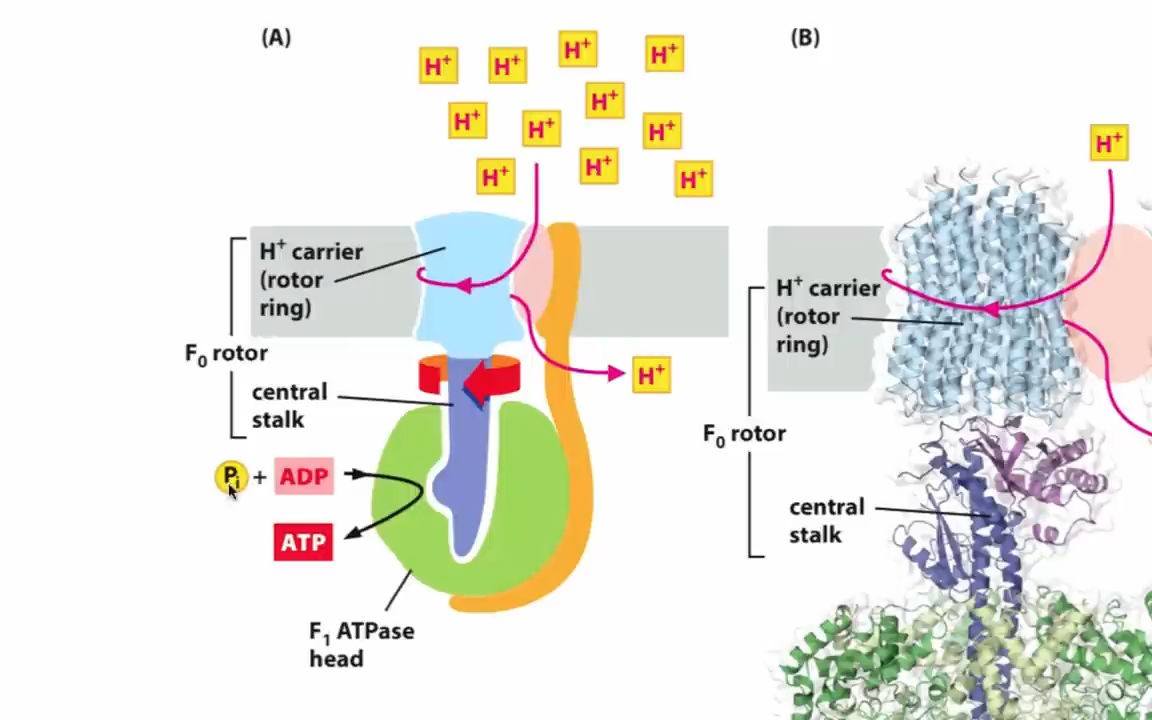 (A)
H⁺ H⁺ H⁺ H⁺
H⁺ H⁺ H⁺ H⁺
H⁺ H⁺ H⁺
H⁺ carrier
(rotor
ring)
F₀ rotor
central
stalk
H⁺
Pᵢ + ADP
ATP
F₁ ATPase
head
(B)
H⁺
H⁺ carrier
(rotor
ring)
F₀ rotor
central
stalk